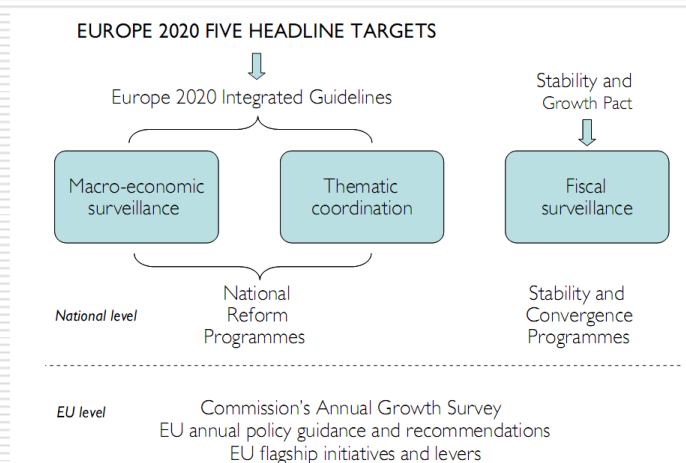 EUROPE 2020 FIVE HEADLINE TARGETS
Europe 2020 Integrated Guidelines
Stability and
Growth Pact
Macro-economic
surveillance
Thematic
coordination
Fiscal
surveillance
National level
National
Reform
Programmes
Stability and
Convergence
Programmes
EU level
Commission's Annual Growth Survey
EU annual policy guidance and recommendations
EU flagship initiatives and levers